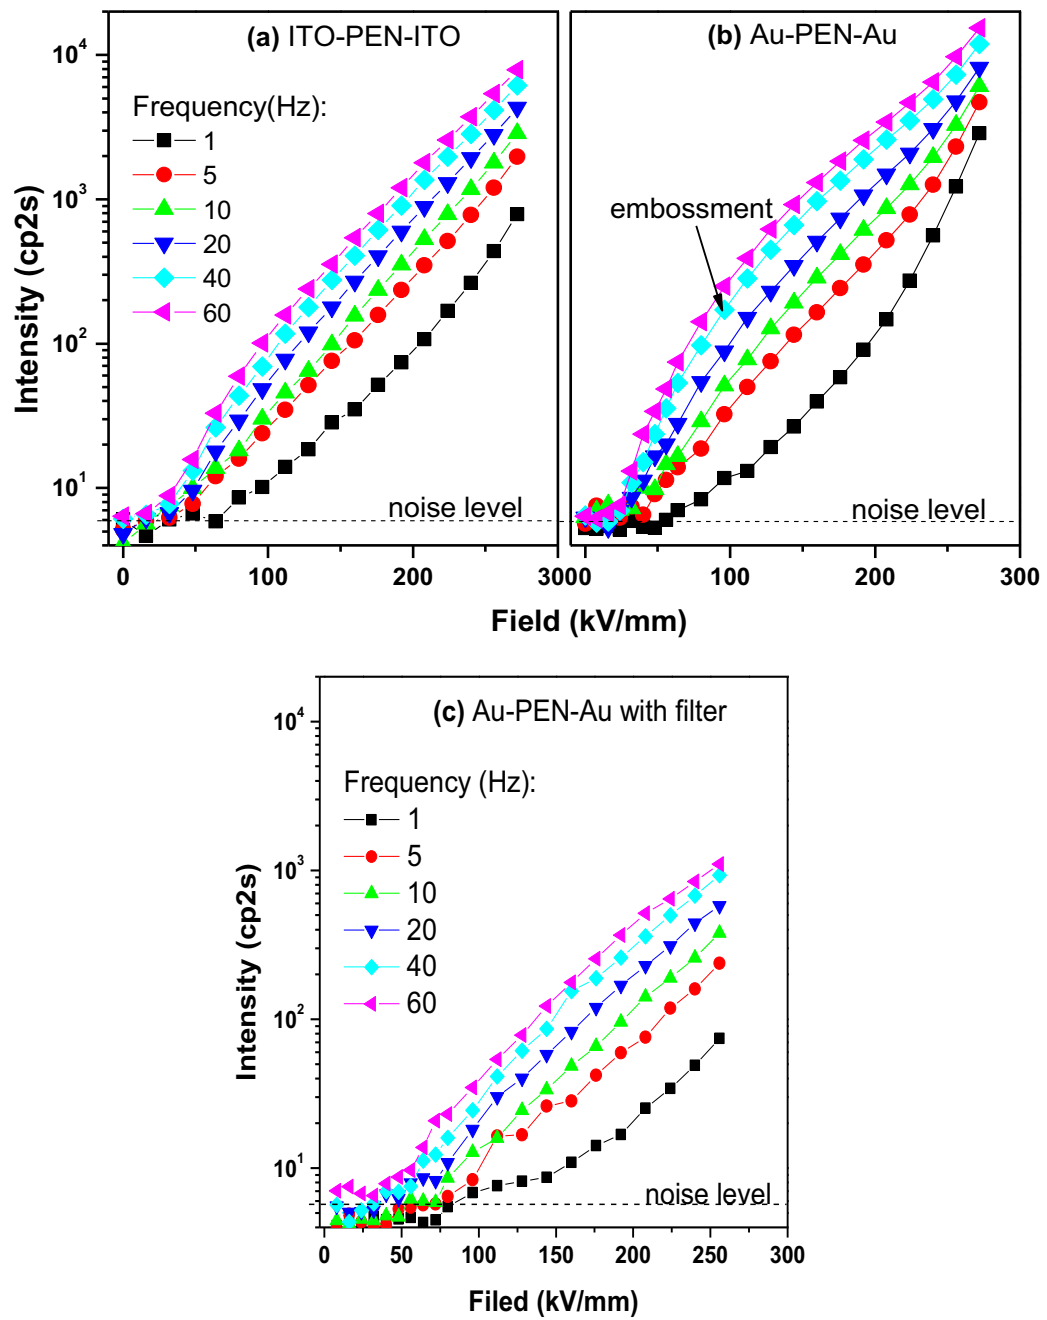 (a) ITO-PEN-ITO
(b) Au-PEN-Au
Intensity (cp2s)
10^4
10^3
10^2
10^1
Frequency(Hz):
1
5
10
20
40
60
embossment
noise level
noise level
0 100 200 300
0 100 200 300
Field (kV/mm)
(c) Au-PEN-Au with filter
Intensity (cp2s)
10^4
10^3
10^2
10^1
Frequency (Hz):
1
5
10
20
40
60
noise level
0 50 100 150 200 250 300
Filed (kV/mm)